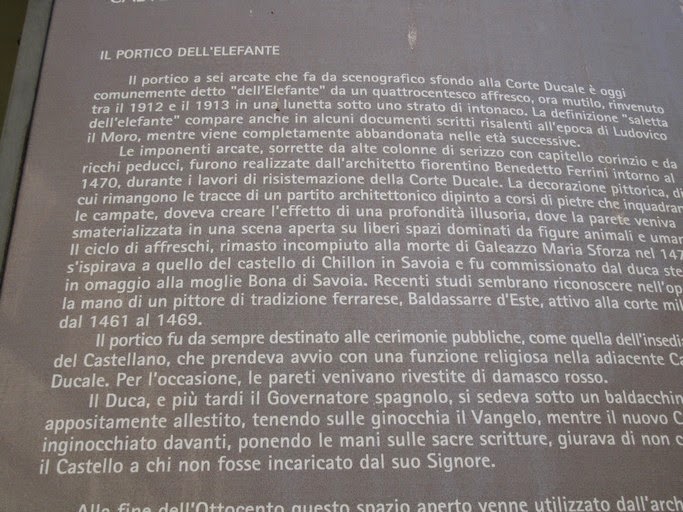 IL PORTICO DELL'ELEFANTE
Il portico a sei arcate che fa da scenografico sfondo alla Corte Ducale è oggi
comunemente detto "dell'Elefante" da un quattrocentesco affresco, ora mutilo, rinvenuto
tra il 1912 e il 1913 in una lunetta sotto uno strato di intonaco. La definizione "saletta
dell'elefante" compare anche in alcuni documenti scritti risalenti all'epoca di Ludovico
il Moro, mentre viene completamente abbandonata nelle età successive.
Le imponenti arcate, sorrette da alte colonne di serizzo con capitello corinzio e da
ricchi peducci, furono realizzate dall'architetto fiorentino Benedetto Ferrini intorno al
1470, durante i lavori di risistemazione della Corte Ducale. La decorazione pittorica, di
cui rimangono le tracce di un partito architettonico dipinto a corsi di pietre che inquadran
le campate, doveva creare l'effetto di una profondità illusoria, dove la parete veniva
smaterializzata in una scena aperta su liberi spazi dominati da figure animali e uman
Il ciclo di affreschi, rimasto incompiuto alla morte di Galeazzo Maria Sforza nel 147
s'ispirava a quello del castello di Chillon in Savoia e fu commissionato dal duca ste
in omaggio alla moglie Bona di Savoia. Recenti studi sembrano riconoscere nell'op
la mano di un pittore di tradizione ferrarese, Baldassarre d'Este, attivo alla corte mil
dal 1461 al 1469.
Il portico fu da sempre destinato alle cerimonie pubbliche, come quella dell'insedi
del Castellano, che prendeva avvio con una funzione religiosa nella adiacente Ca
Ducale. Per l'occasione, le pareti venivano rivestite di damasco rosso.
Il Duca, e più tardi il Governatore spagnolo, si sedeva sotto un baldacchin
appositamente allestito, tenendo sulle ginocchia il Vangelo, mentre il nuovo C
inginocchiato davanti, ponendo le mani sulle sacre scritture, giurava di non c
il Castello a chi non fosse incaricato dal suo Signore.
Alla fine dell'Ottocento questo spazio aperto venne utilizzato dall'arch